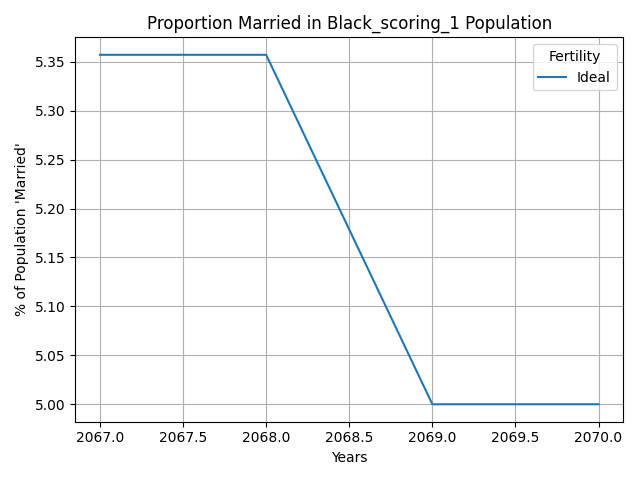 Proportion Married in Black_scoring_1 Population
Fertility
Ideal
% of Population 'Married'
5.35
5.30
5.25
5.20
5.15
5.10
5.05
5.00
2067.0 2067.5 2068.0 2068.5 2069.0 2069.5 2070.0
Years